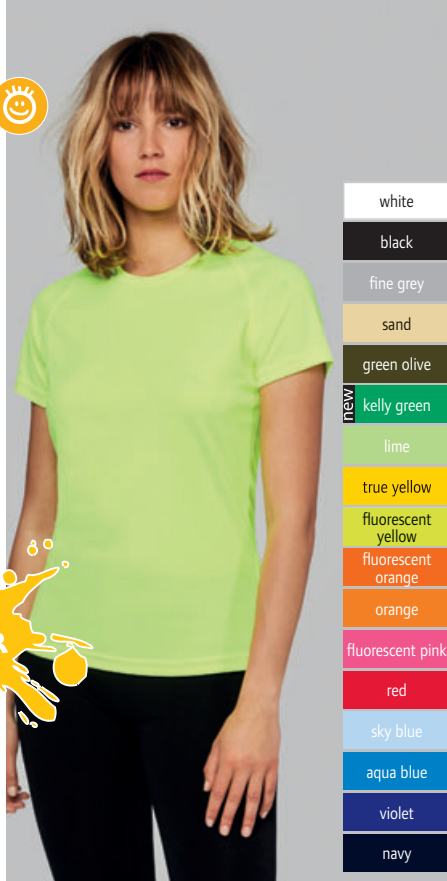 white
black
fine grey
sand
green olive
new
kelly green
lime
true yellow
fluorescent
yellow
fluorescent
orange
orange
fluorescent pink
red
sky blue
aqua blue
violet
navy